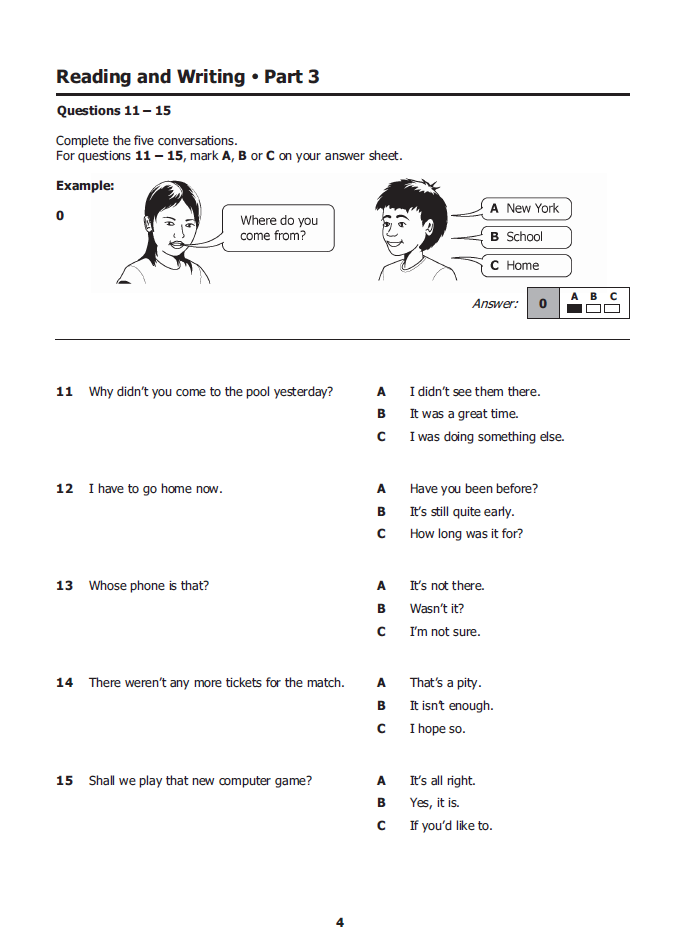 Reading and Writing • Part 3
Questions 11 – 15
Complete the five conversations.
For questions 11 – 15, mark A, B or C on your answer sheet.
Example:
0
Where do you
come from?
A New York
B School
C Home
Answer:
0
A B C
11 Why didn't you come to the pool yesterday?
A I didn't see them there.
B It was a great time.
C I was doing something else.
12 I have to go home now.
A Have you been before?
B It's still quite early.
C How long was it for?
13 Whose phone is that?
A It's not there.
B Wasn't it?
C I'm not sure.
14 There weren't any more tickets for the match.
A That's a pity.
B It isn't enough.
C I hope so.
15 Shall we play that new computer game?
A It's all right.
B Yes, it is.
C If you'd like to.
4